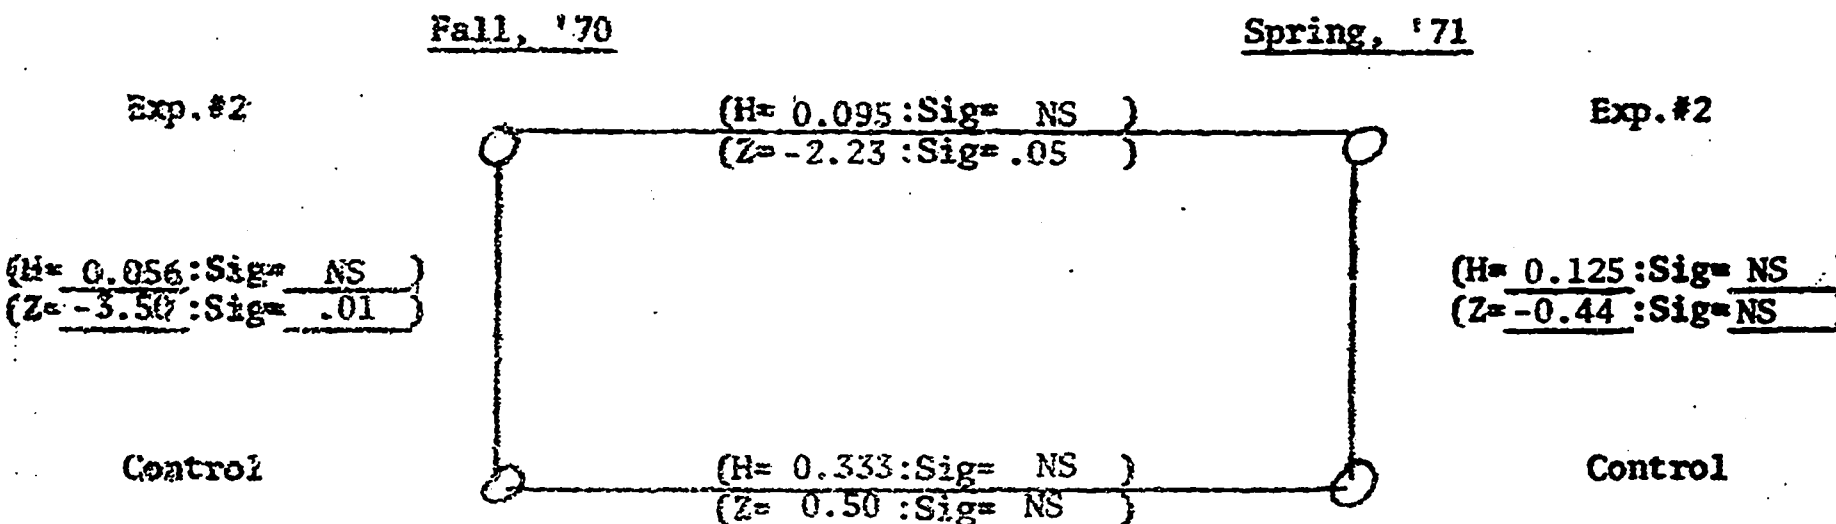 Fall, '70 Spring, '71
Exp.#2 (H= 0.095:Sig= NS ) Exp.#2
(Z=-2.23 :Sig=.05 )
(H= 0.056:Sig= NS ) (H= 0.125:Sig= NS )
(Z= -3.50 :Sig= .01 ) (Z= -0.44 :Sig= NS )
Control (H= 0.333:Sig= NS ) Control
(Z= 0.50 :Sig= NS )